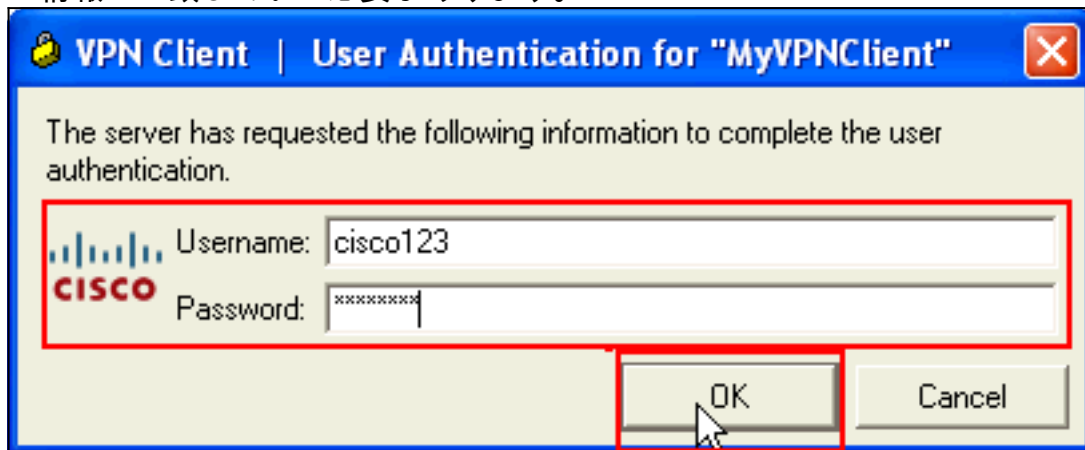 VPN Client | User Authentication for "MyVPNClient"
The server has requested the following information to complete the user
authentication.
Username: cisco123
CISCO
Password: ********
OK Cancel